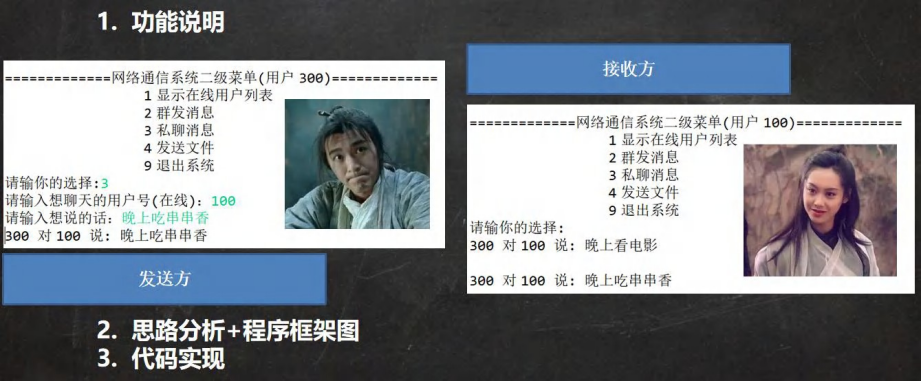 1. 功能说明
=============网络通信系统二级菜单(用户 300)=============
1 显示在线用户列表
2 群发消息
3 私聊消息
4 发送文件
9 退出系统
请输你的选择:3
请输入想聊天的用户号(在线): 100
请输入想说的话: 晚上吃串串香
300 对 100 说: 晚上吃串串香
发送方
接收方
=============网络通信系统二级菜单(用户 100)=============
1 显示在线用户列表
2 群发消息
3 私聊消息
4 发送文件
9 退出系统
请输你的选择:
300 对 100 说: 晚上看电影
300 对 100 说: 晚上吃串串香
2. 思路分析+程序框架图
3. 代码实现